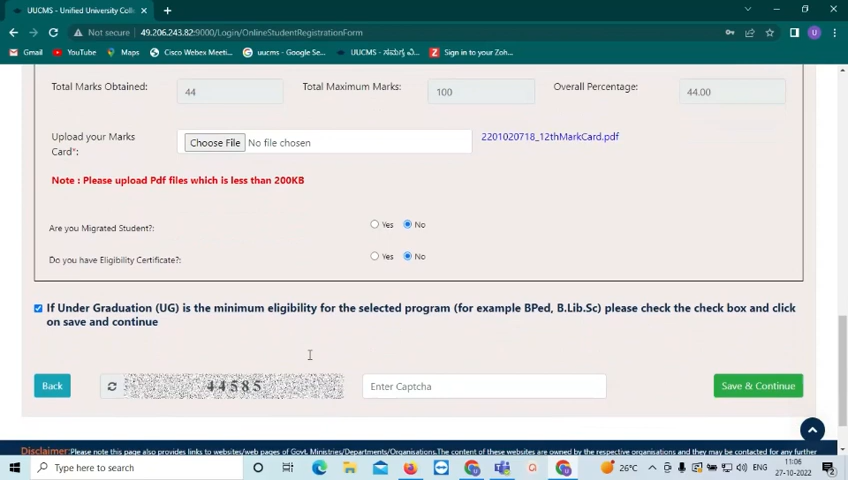 UUCMS - Unified University Colle
Not secure | 49.206.243.82:9000/Login/OnlineStudentRegistrationForm
Gmail YouTube Maps Cisco Webex Meeti... uucms - Google Se... UUCMS - ಸಮಗ್ರ ವಿ... Sign in to your Zoh...
Total Marks Obtained: 44 Total Maximum Marks: 100 Overall Percentage: 44.00
Upload your Marks Card*: Choose File No file chosen 2201020718_12thMarkCard.pdf
Note : Please upload Pdf files which is less than 200KB
Are you Migrated Student?: Yes No
Do you have Eligibility Certificate?: Yes No
If Under Graduation (UG) is the minimum eligibility for the selected program (for example BPed, B.Lib.Sc) please check the check box and click
on save and continue
Back 44585 Enter Captcha Save & Continue
Disclaimer: Please note this page also provides links to websites/web pages of Govt. Ministries/Departments/Organisations.The content of these websites are owned by the respective organisations and they may be contacted for any further
Type here to search 26°C ENG 11:06
27-10-2022